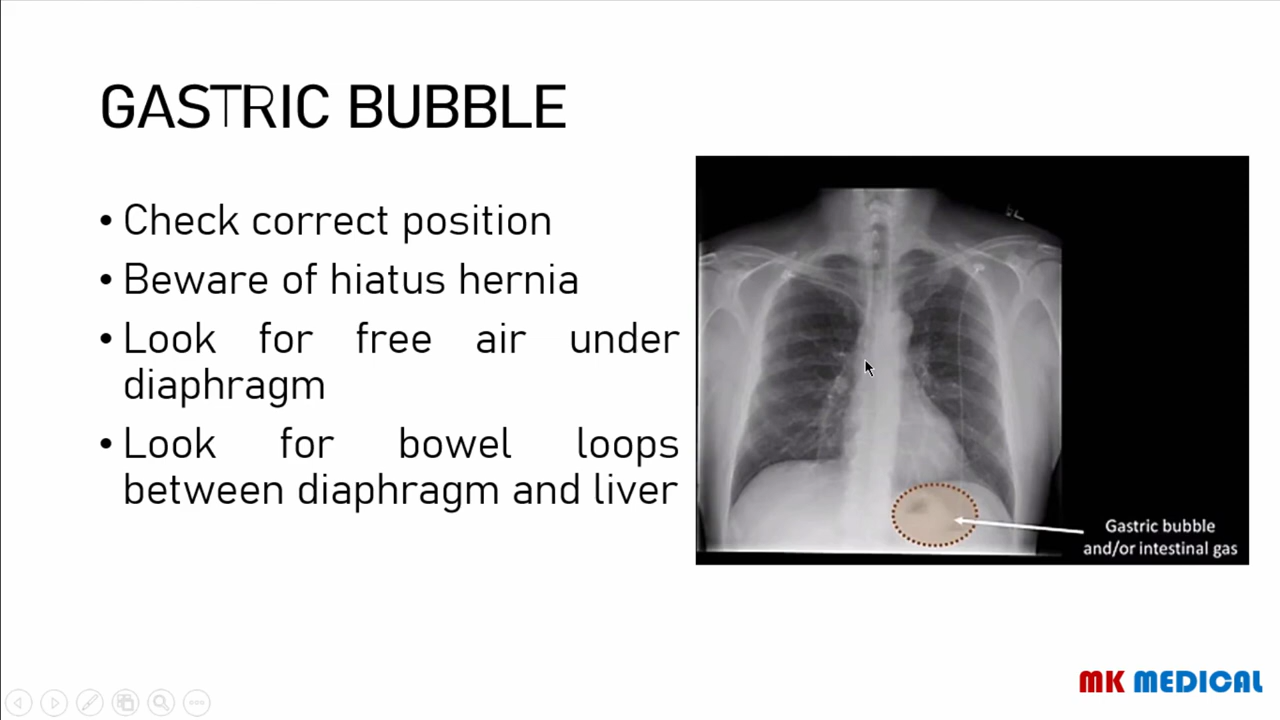 GASTRIC BUBBLE
• Check correct position
• Beware of hiatus hernia
• Look for free air under
diaphragm
• Look for bowel loops
between diaphragm and liver
Gastric bubble
and/or intestinal gas
MK MEDICAL